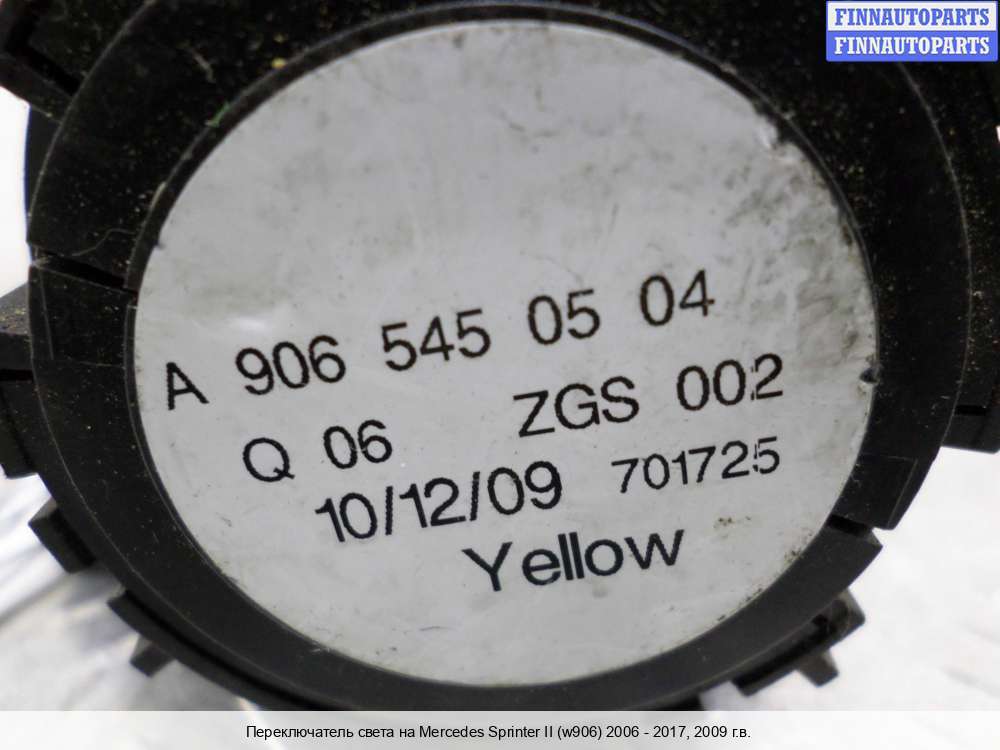 FINNAUTOPARTS
FINNAUTOPARTS
A 906 545 05 04
Q 06 ZGS 002
10/12/09 701725
Yellow
Переключатель света на Mercedes Sprinter II (w906) 2006 - 2017, 2009 г.в.